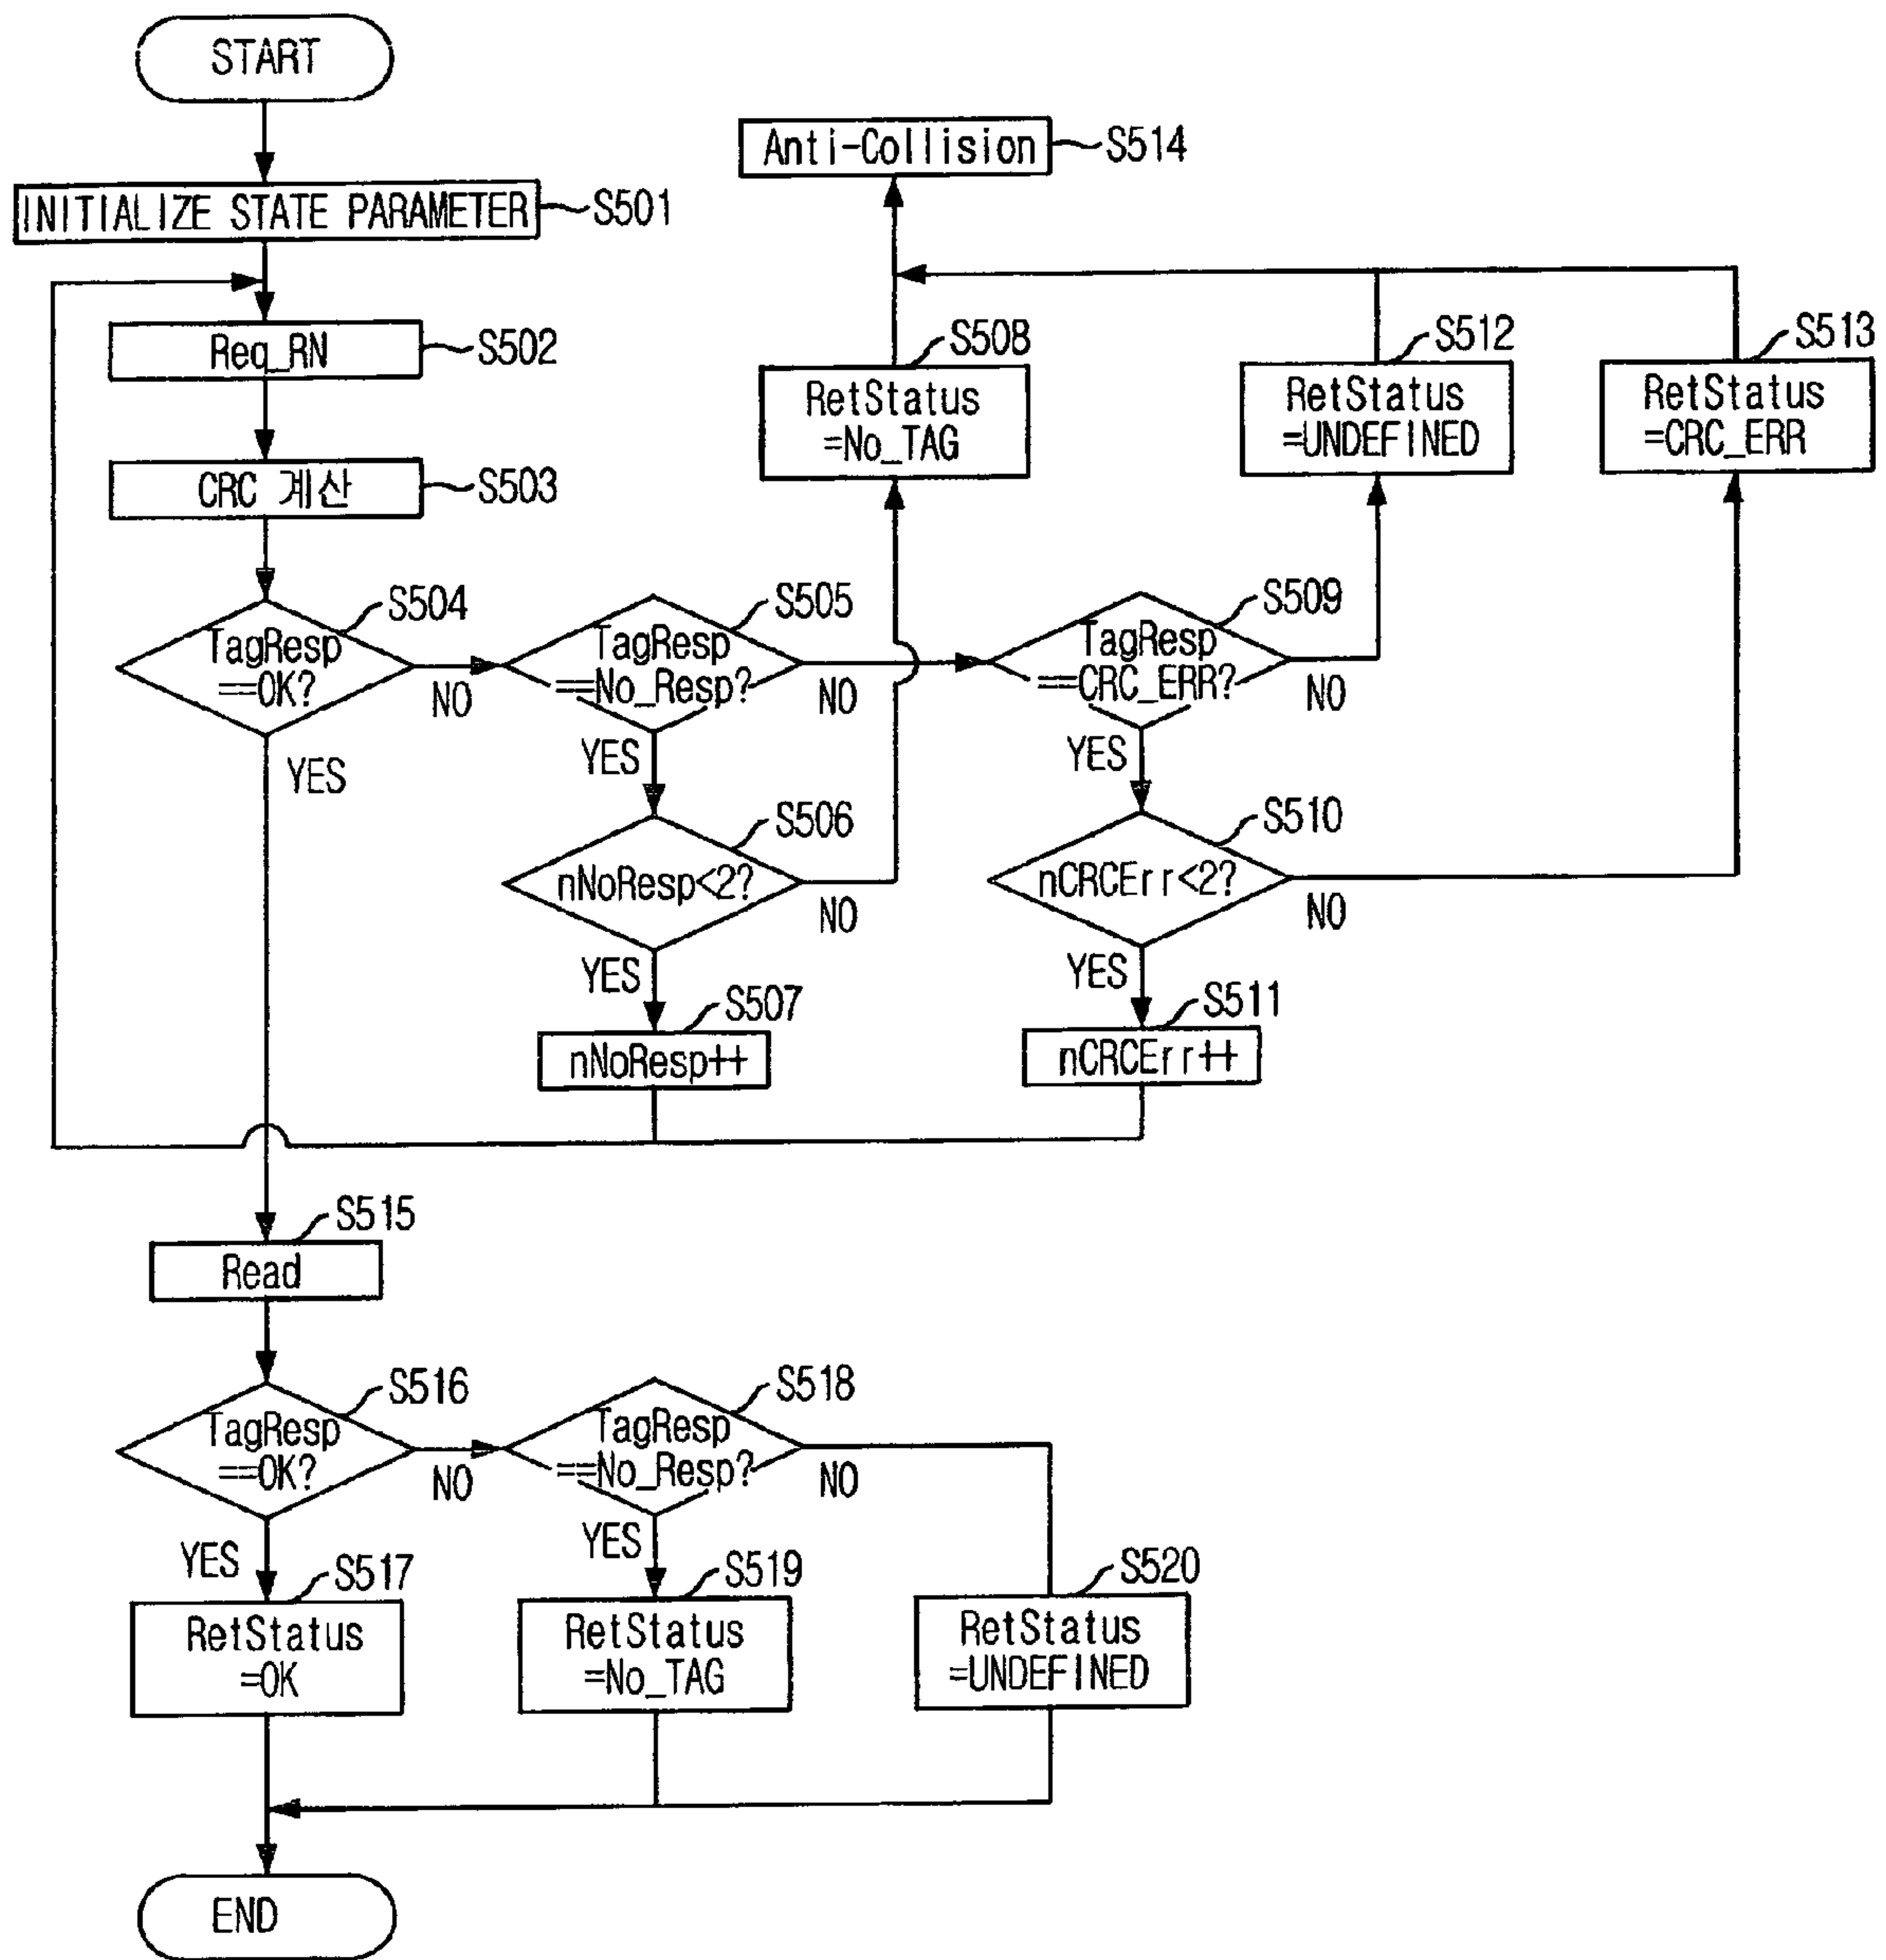 START
INITIALIZE STATE PARAMETER
S501
Anti-Collision
S514
Req_RN
S502
CRC 계산
S503
S508
RetStatus
=No_TAG
S512
RetStatus
=UNDEFINED
S513
RetStatus
=CRC_ERR
S504
TagResp
==OK?
NO
YES
S505
TagResp
==No_Resp?
NO
YES
S509
TagResp
==CRC_ERR?
NO
YES
S506
nNoResp<2?
NO
YES
S510
nCRCErr<2?
NO
YES
S507
nNoResp++
S511
nCRCErr++
S515
Read
S516
TagResp
==OK?
NO
YES
S518
TagResp
==No_Resp?
NO
YES
S517
RetStatus
=OK
S519
RetStatus
=No_TAG
S520
RetStatus
=UNDEFINED
END